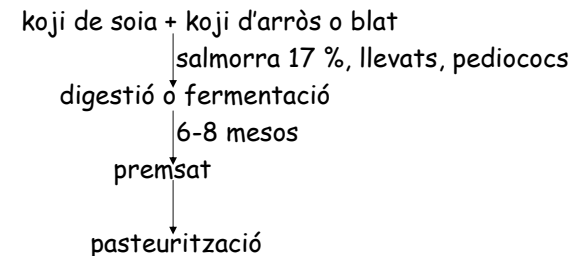 koji de soia + koji d'arròs o blat
salmorra 17 %, llevats, pediococs
digestió o fermentació
6-8 mesos
premsat
pasteurització